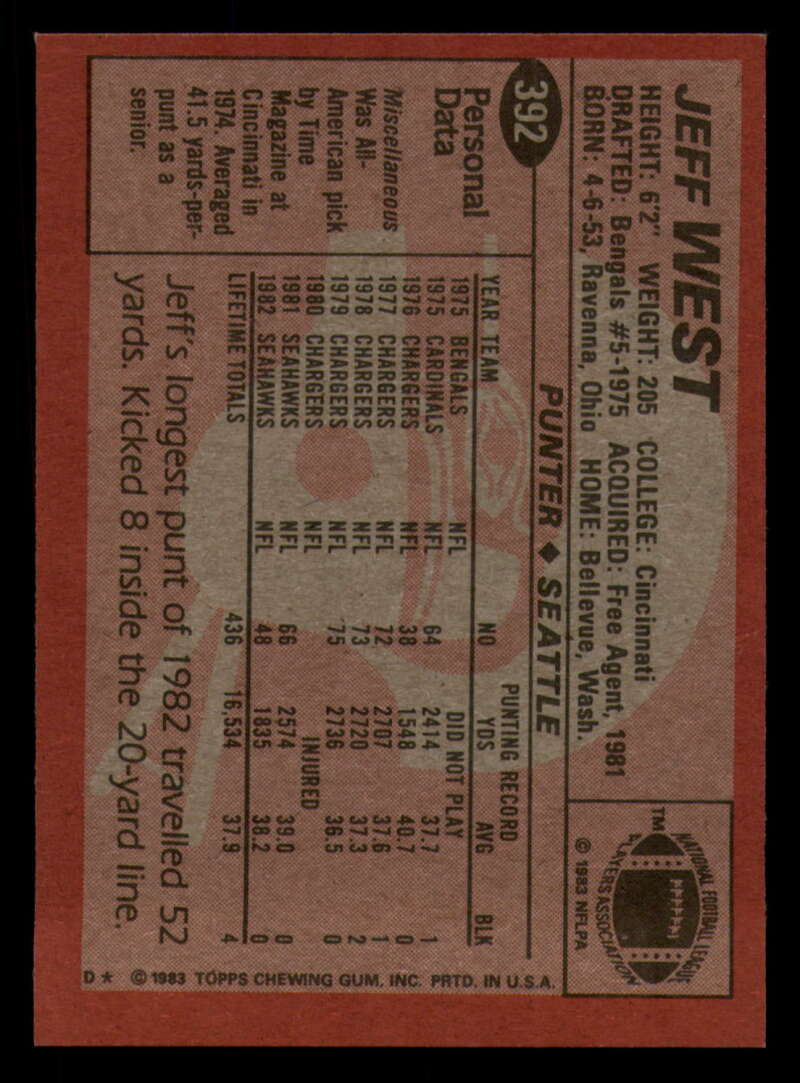 392
JEFF WEST
HEIGHT: 6'2" WEIGHT: 205 COLLEGE: Cincinnati
DRAFTED: Bengals #5-1975 ACQUIRED: Free Agent, 1981
BORN: 4-6-53, Ravenna, Ohio HOME: Bellevue, Wash.
PUNTER ♦ SEATTLE
TM
NATIONAL FOOTBALL LEAGUE
PLAYERS ASSOCIATION
© 1983 NFLPA
Personal
Data
Miscellaneous
Was All-
American pick
by Time
Magazine at
Cincinnati in
1974. Averaged
41.5 yards-per-
punt as a
senior.
PUNTING RECORD
YEAR TEAM NO YDS AVG BLK
1975 BENGALS NFL DID NOT PLAY
1975 CARDINALS NFL 64 2414 37.7 1
1976 CHARGERS NFL 38 1548 40.7 0
1977 CHARGERS NFL 72 2707 37.6 1
1978 CHARGERS NFL 73 2720 37.3 2
1979 CHARGERS NFL 75 2736 36.5 0
1980 CHARGERS NFL INJURED
1981 SEAHAWKS NFL 66 2574 39.0 0
1982 SEAHAWKS NFL 48 1835 38.2 0
LIFETIME TOTALS 436 16,534 37.9 4
Jeff's longest punt of 1982 travelled 52
yards. Kicked 8 inside the 20-yard line.
D * © 1983 TOPPS CHEWING GUM, INC. PRTD. IN U.S.A.